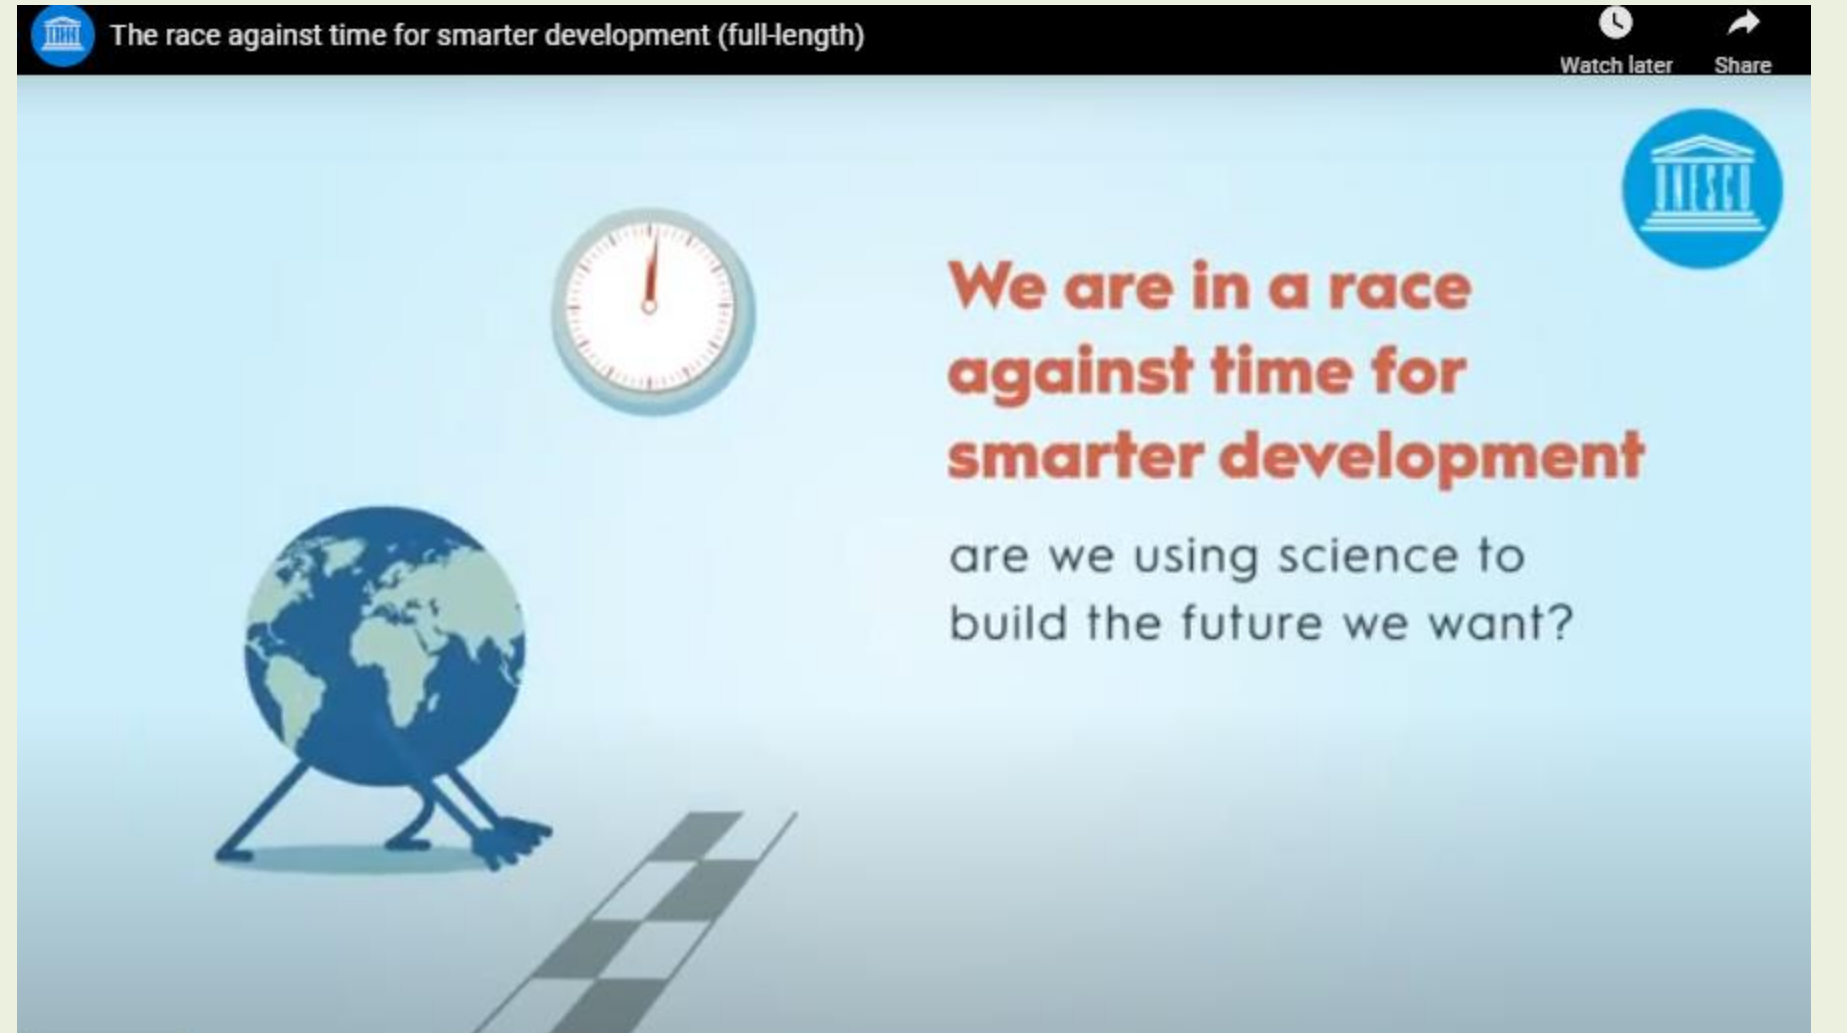 The race against time for smarter development (full-length)
Watch later
Share
UNESCO
We are in a race
against time for
smarter development
are we using science to
build the future we want?